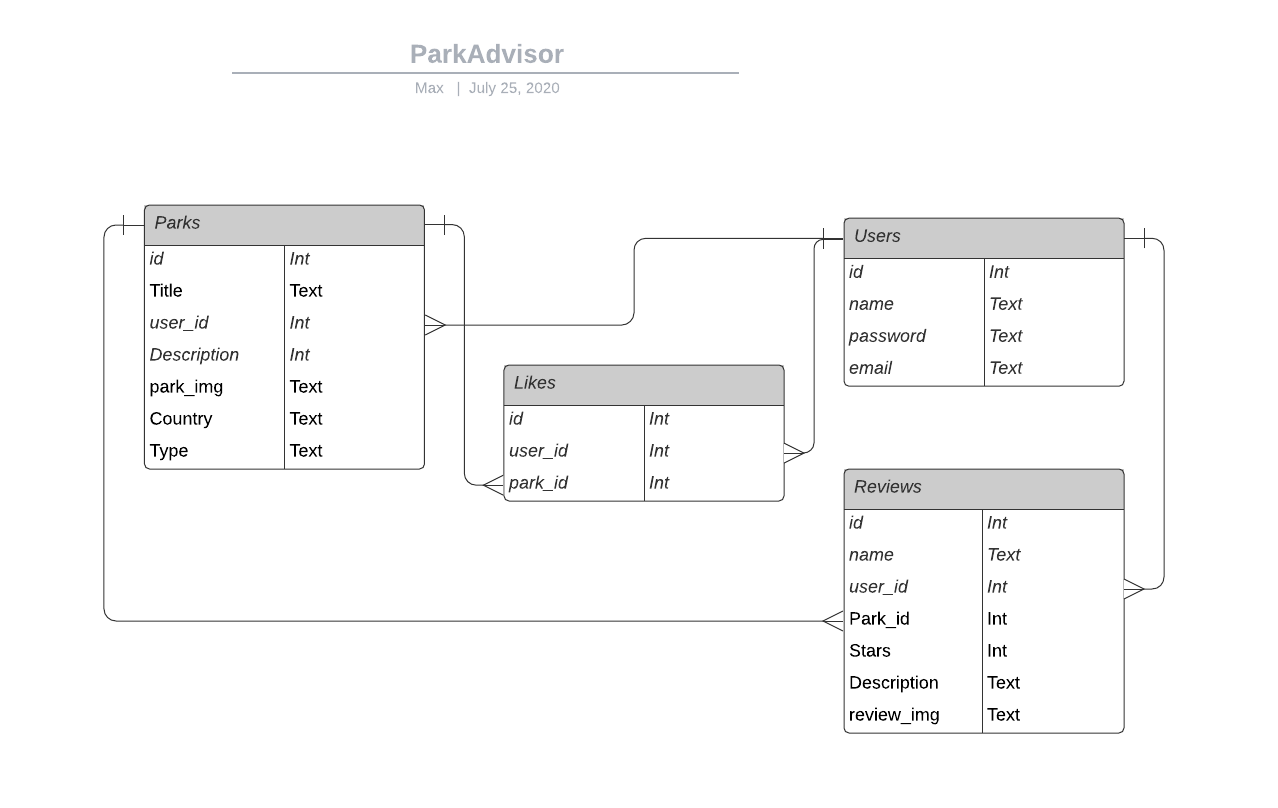 ParkAdvisor
Max | July 25, 2020
Parks
id Int
Title Text
user_id Int
Description Int
park_img Text
Country Text
Type Text
Likes
id Int
user_id Int
park_id Int
Users
id Int
name Text
password Text
email Text
Reviews
id Int
name Text
user_id Int
Park_id Int
Stars Int
Description Text
review_img Text